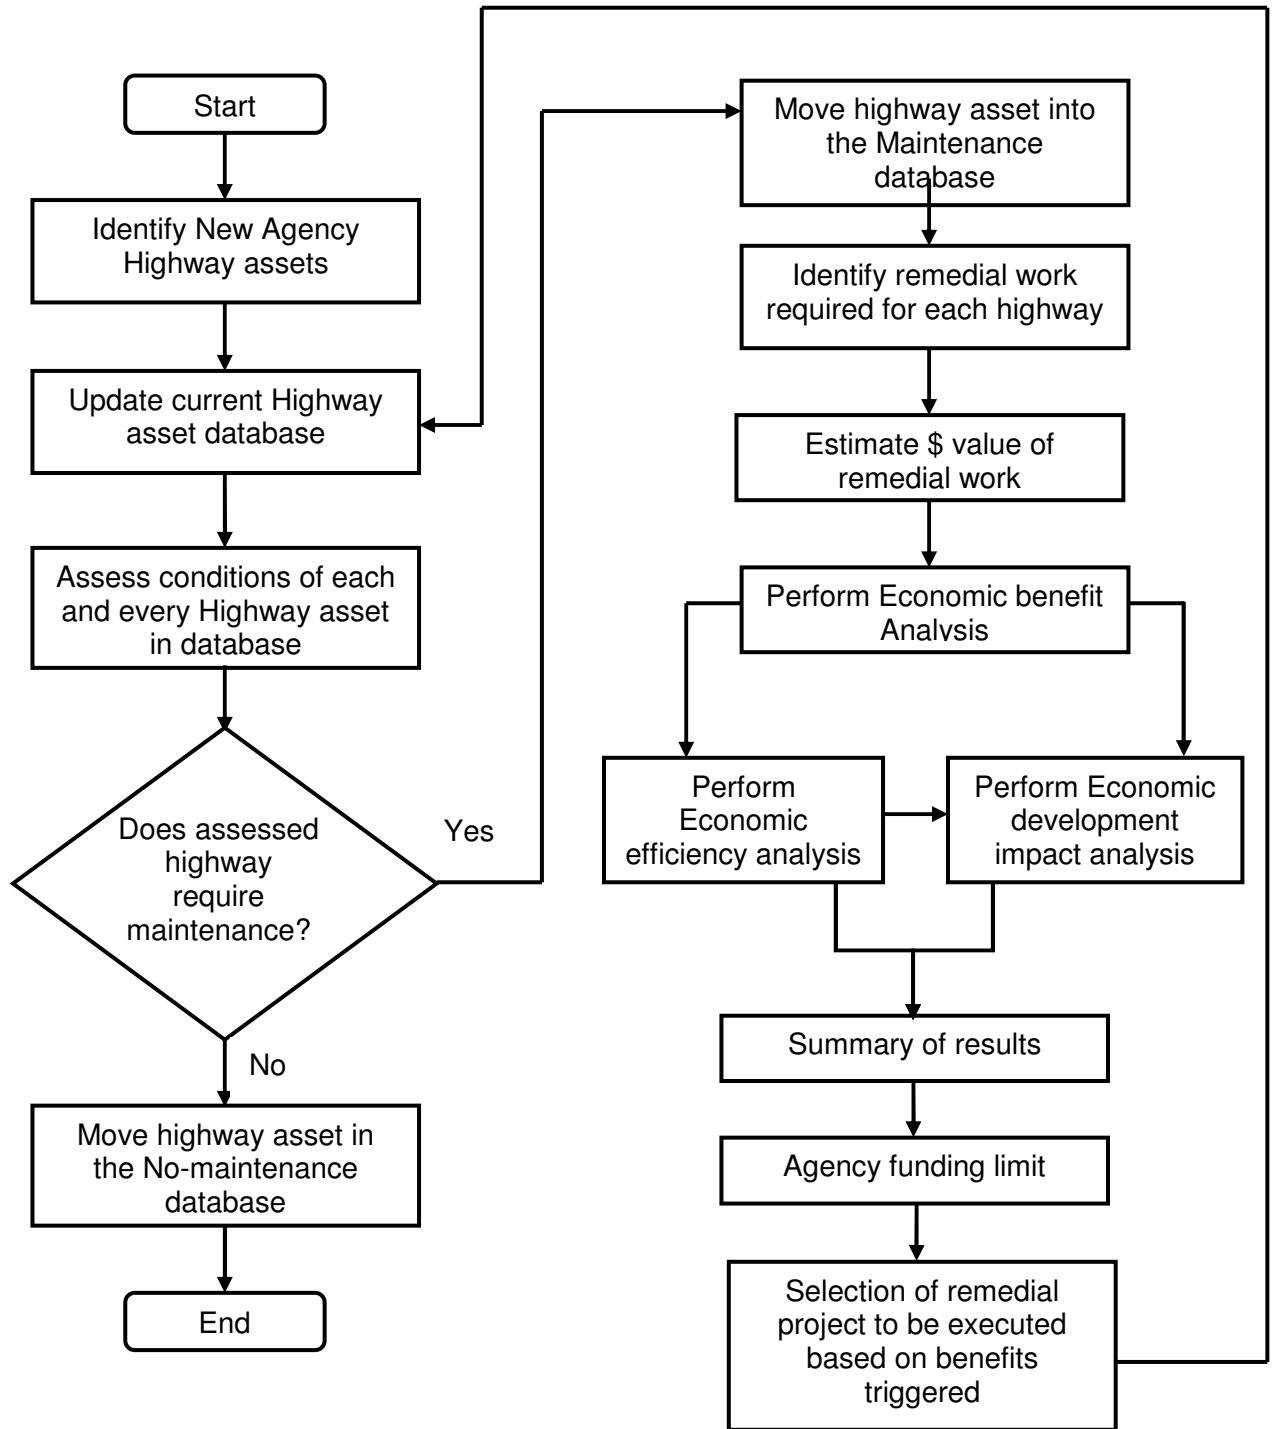 Start
Identify New Agency
Highway assets
Update current Highway
asset database
Assess conditions of each
and every Highway asset
in database
Does assessed
highway
require
maintenance?
Yes
No
Move highway asset in
the No-maintenance
database
End
Move highway asset into
the Maintenance
database
Identify remedial work
required for each highway
Estimate $ value of
remedial work
Perform Economic benefit
Analysis
Perform
Economic
efficiency analysis
Perform Economic
development
impact analysis
Summary of results
Agency funding limit
Selection of remedial
project to be executed
based on benefits
triggered